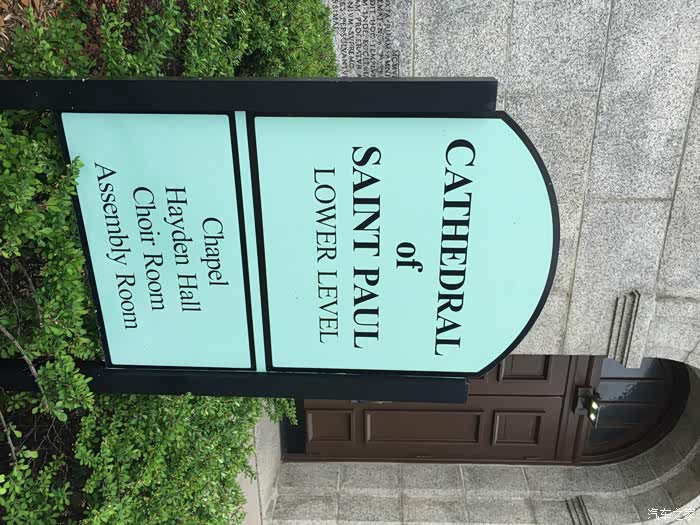 CATHEDRAL
of
SAINT PAUL
LOWER LEVEL
Chapel
Hayden Hall
Choir Room
Assembly Room
汽车之家